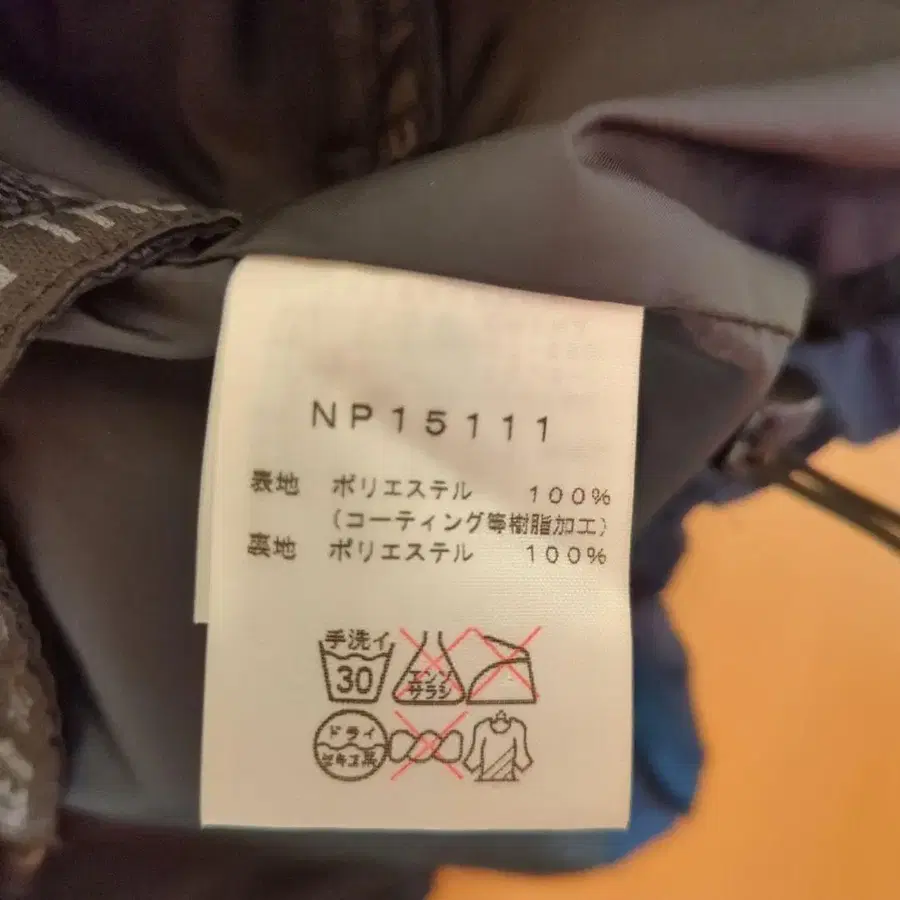 NP15111
表地 ポリエステル 100%
(コーティング等樹脂加工)
裏地 ポリエステル 100%
手洗イ
30
エンソ
サラシ
ドライ
セキユ系